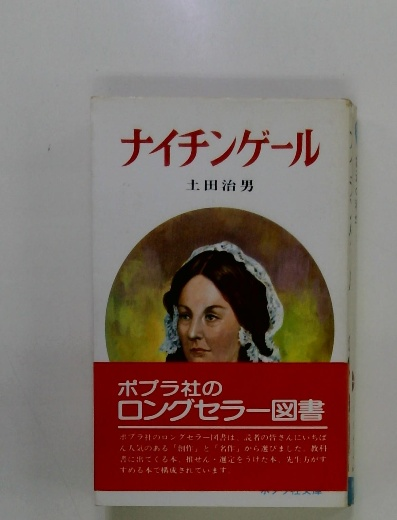 ナイチンゲール
土田治男
ポプラ社の
ロングセラー図書
ポプラ社のロングセラー図書は、読者の皆さんにいちば
ん人気のある「創作」と「名作」から選びました。教科
書に出てくる本、推せん・選定をうけた本、先生方がす
すめる本で構成されています。
ポプラ社文庫